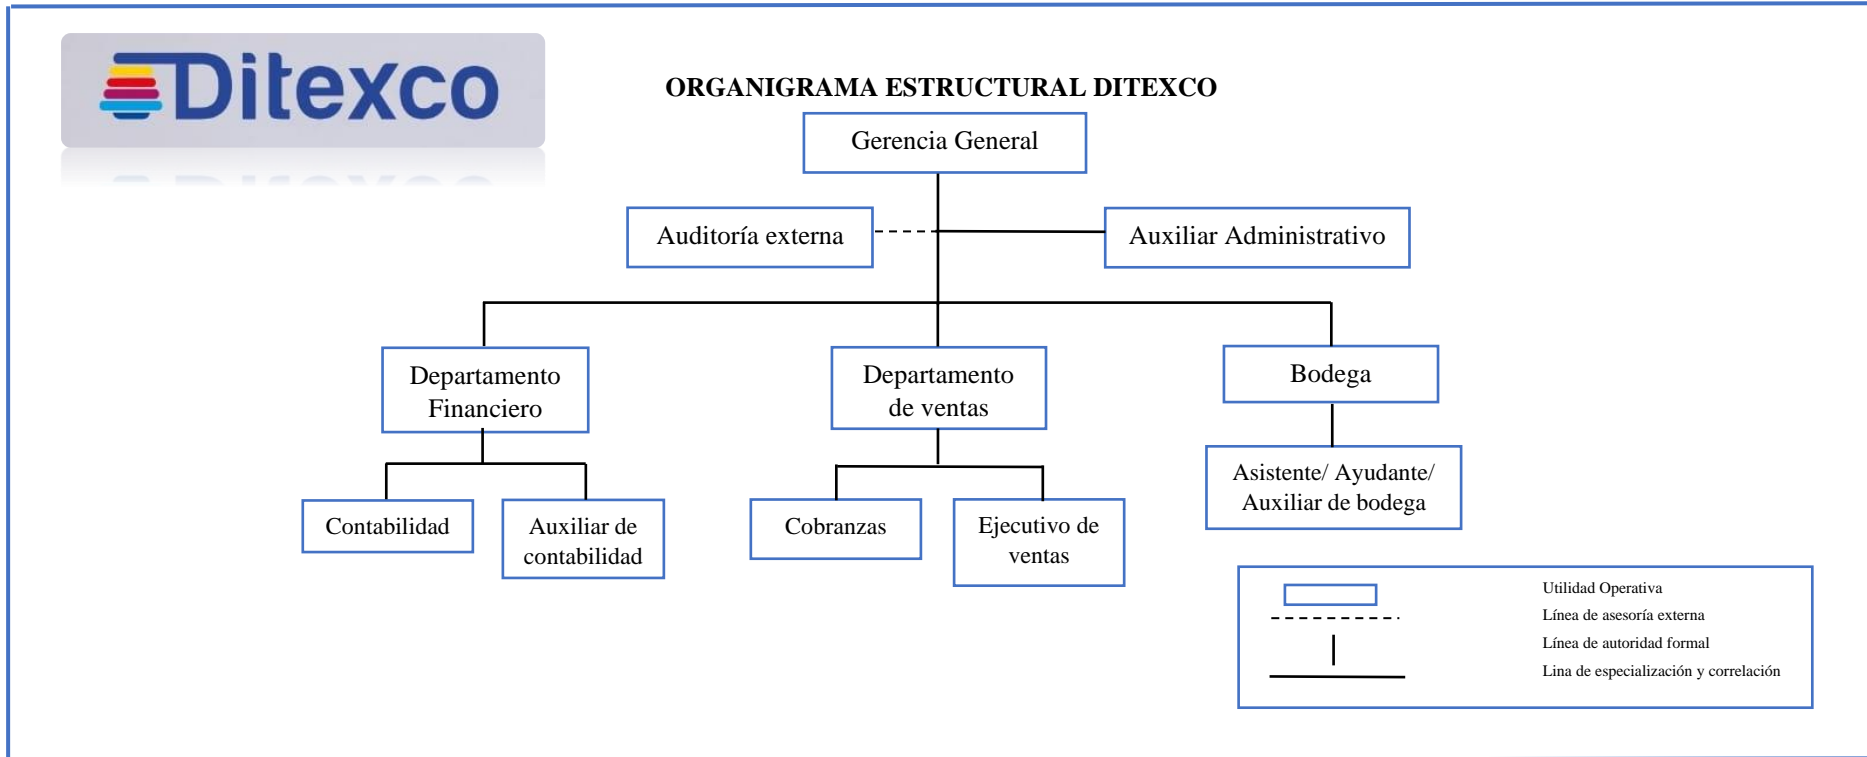 Ditexco
ORGANIGRAMA ESTRUCTURAL DITEXCO
Gerencia General
Auditoría externa
Auxiliar Administrativo
Departamento
Financiero
Departamento
de ventas
Bodega
Contabilidad
Auxiliar de
contabilidad
Cobranzas
Ejecutivo de
ventas
Asistente/ Ayudante/
Auxiliar de bodega
Utilidad Operativa
Línea de asesoría externa
Línea de autoridad formal
Lina de especialización y correlación